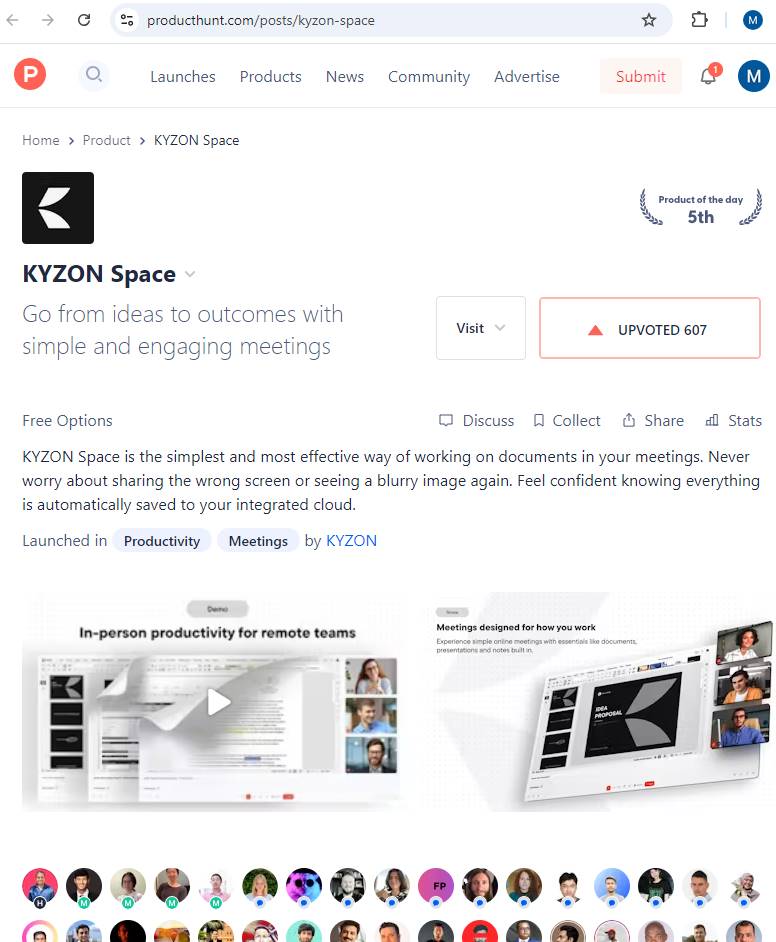 producthunt.com/posts/kyzon-space
M
P
Launches Products News Community Advertise Submit 1 M
Home > Product > KYZON Space
Product of the day
5th
KYZON Space
Go from ideas to outcomes with
simple and engaging meetings
Visit
UPVOTED 607
Free Options
Discuss Collect Share Stats
KYZON Space is the simplest and most effective way of working on documents in your meetings. Never
worry about sharing the wrong screen or seeing a blurry image again. Feel confident knowing everything
is automatically saved to your integrated cloud.
Launched in Productivity Meetings by KYZON
Demo
In-person productivity for remote teams
Meetings designed for how you work
Experience simple online meetings with essentials like documents,
presentations and notes built in.
IDEA
PROPOSAL
FP
H M M M M